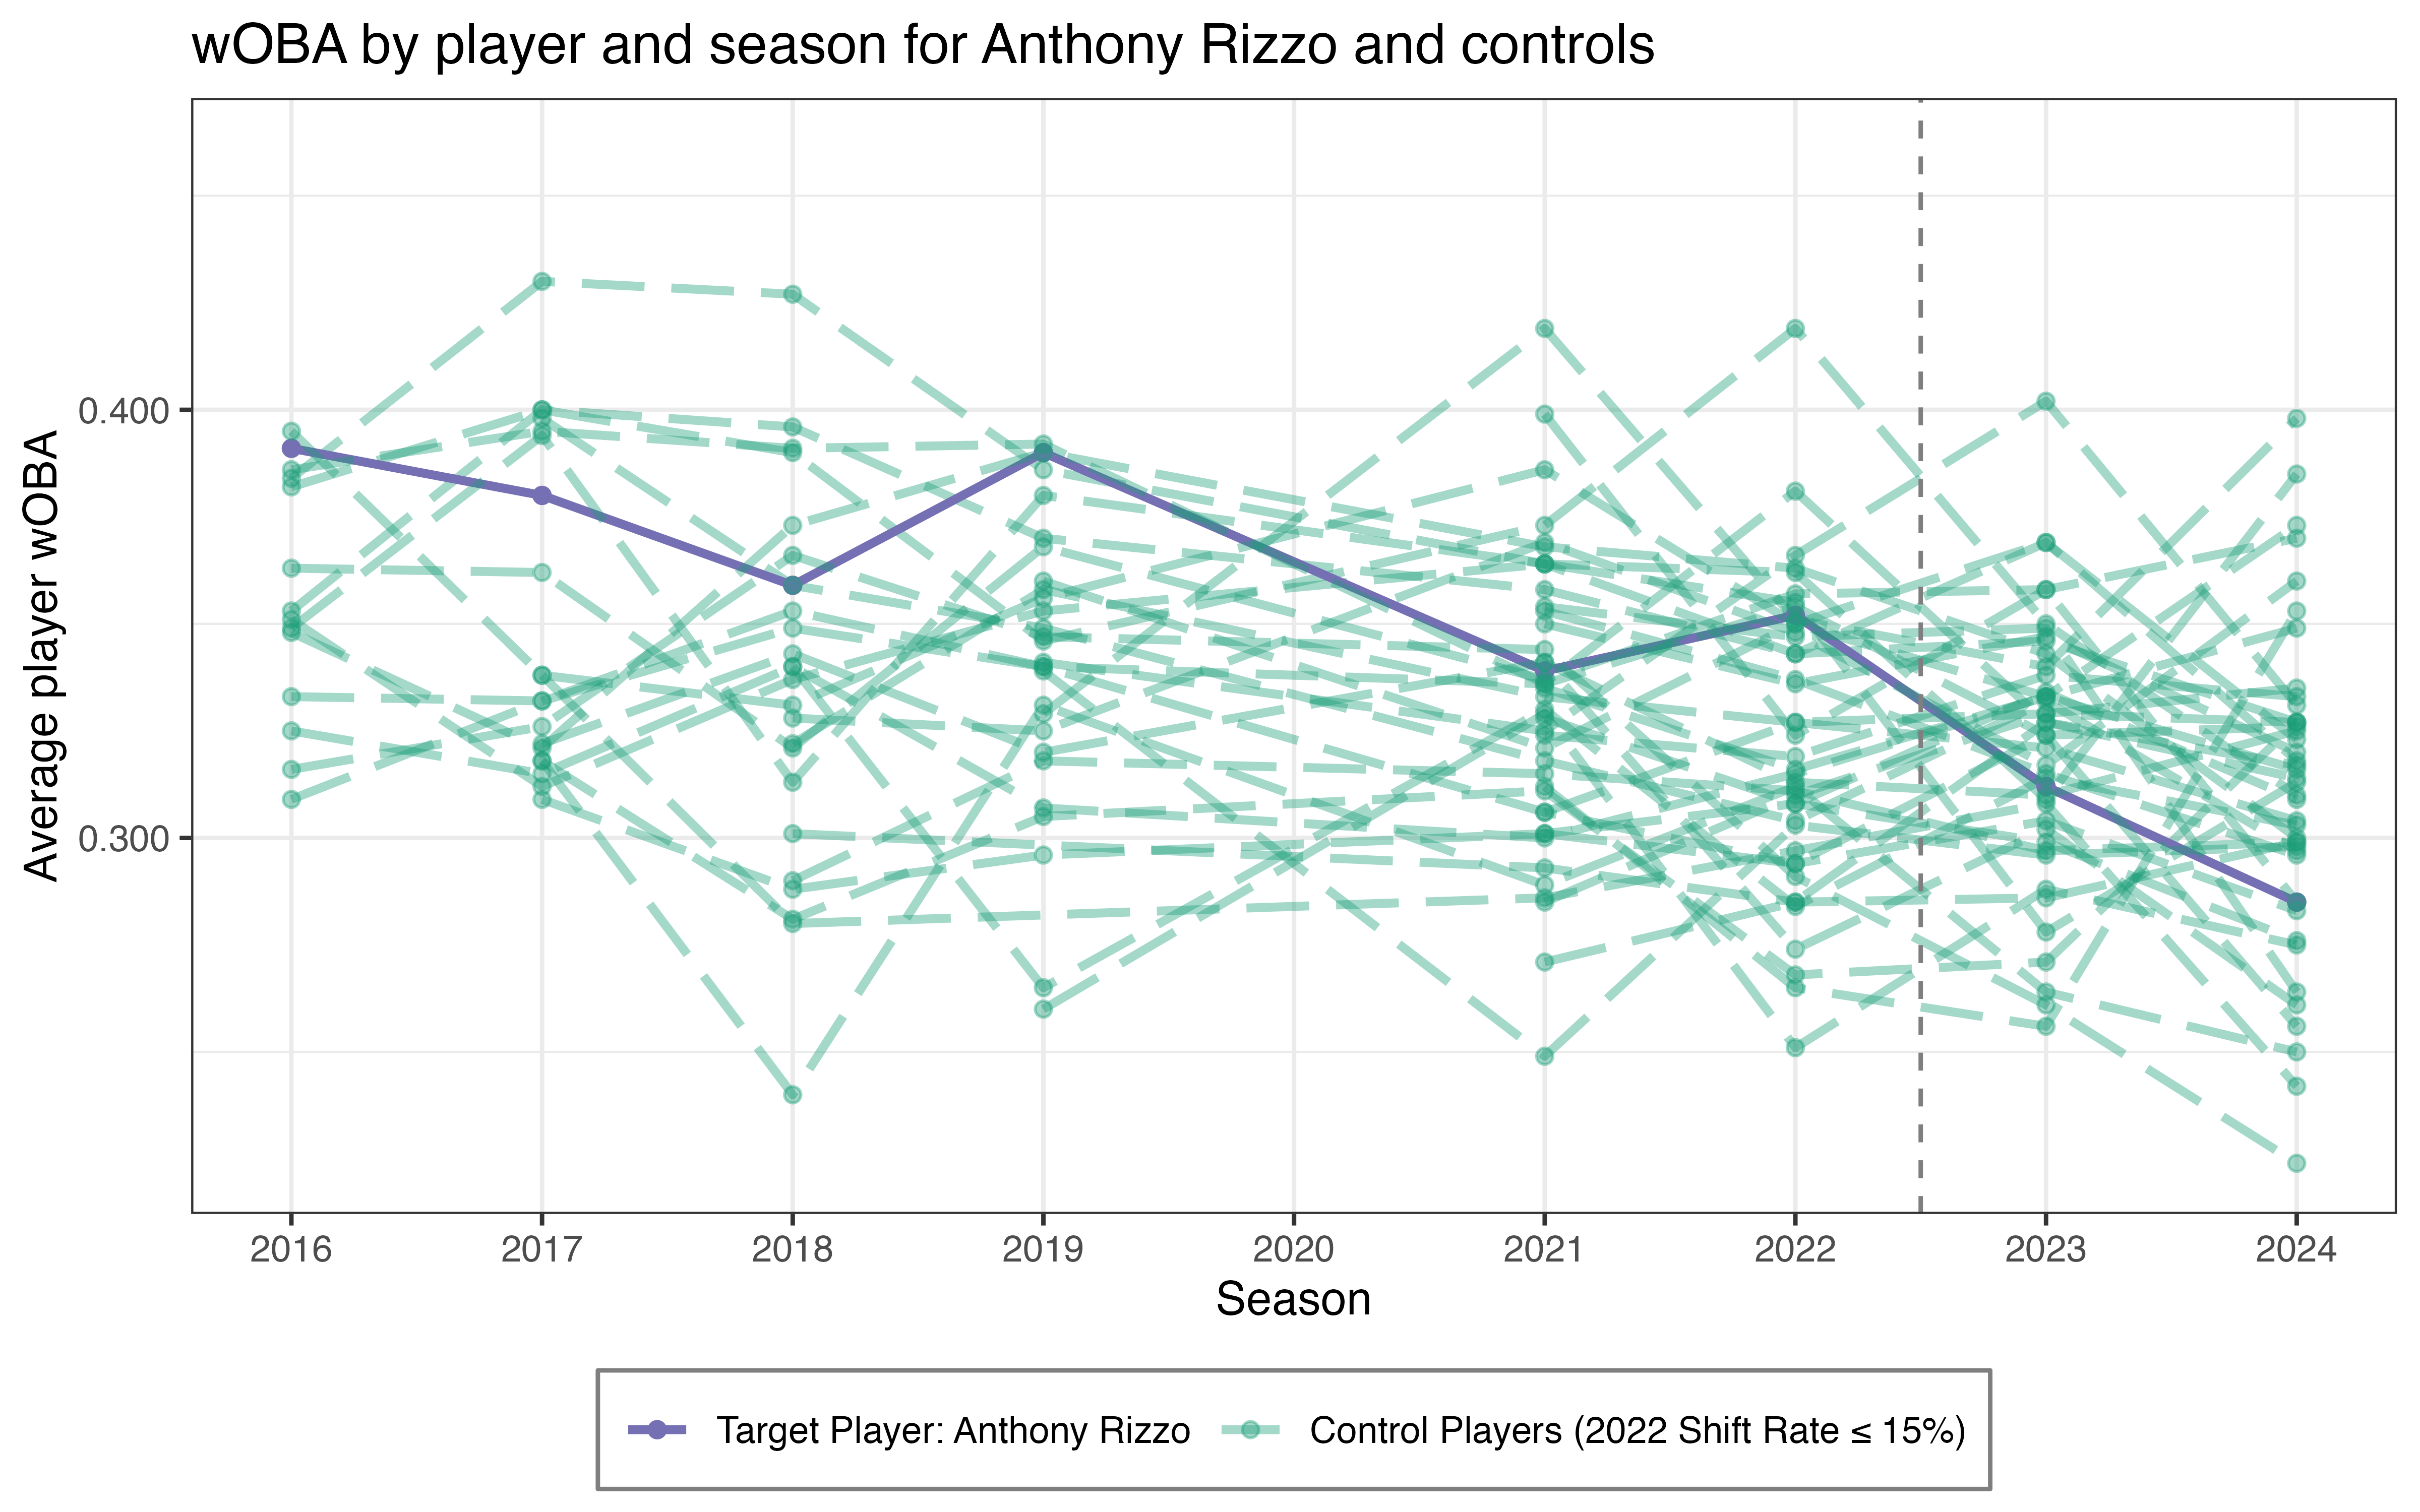 wOBA by player and season for Anthony Rizzo and controls
Average player wOBA
0.400
0.300
2016 2017 2018 2019 2020 2021 2022 2023 2024
Season
Target Player: Anthony Rizzo Control Players (2022 Shift Rate ≤ 15%)